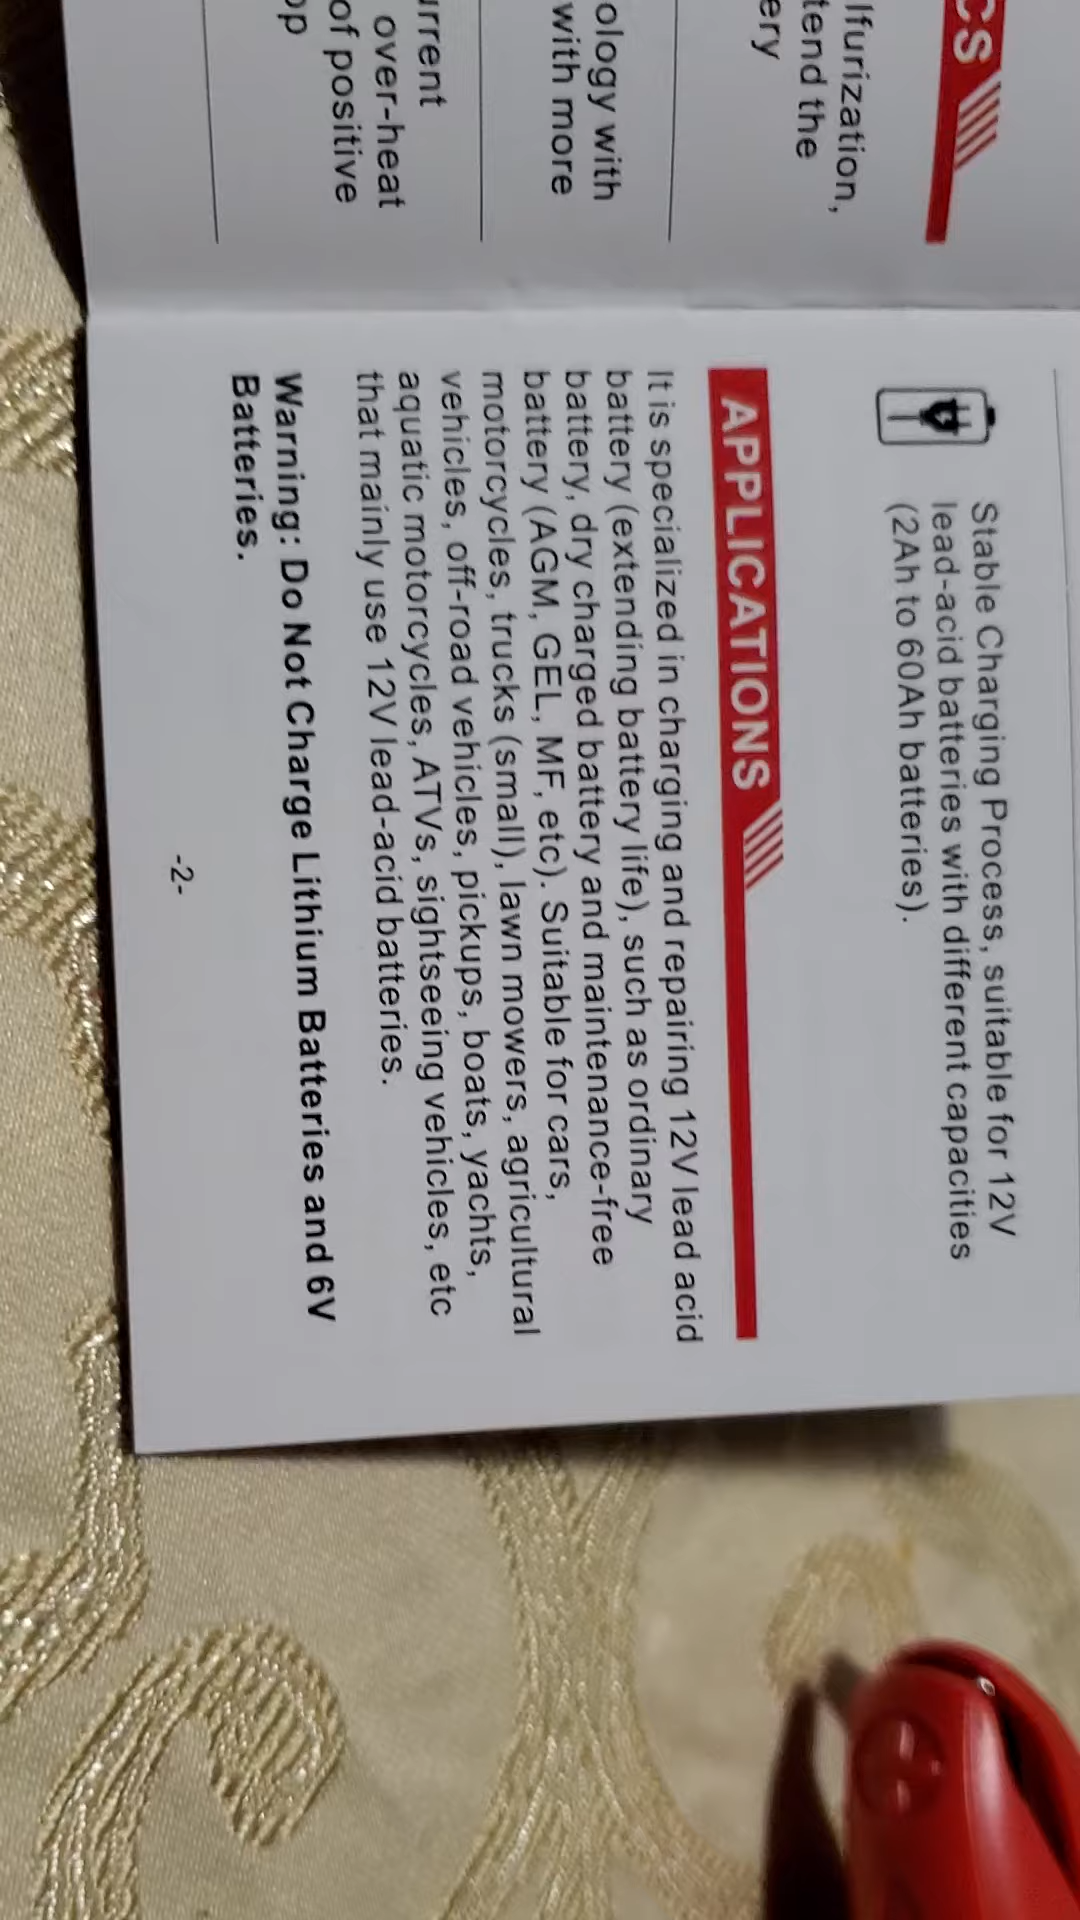 CS
lfurization,
tend the
ery
ology with
with more
urrent
over-heat
of positive
op
Stable Charging Process, suitable for 12V
lead-acid batteries with different capacities
(2Ah to 60Ah batteries).
APPLICATIONS
It is specialized in charging and repairing 12V lead acid
battery (extending battery life), such as ordinary
battery, dry charged battery and maintenance-free
battery (AGM, GEL, MF, etc). Suitable for cars,
motorcycles, trucks (small), lawn mowers, agricultural
vehicles, off-road vehicles, pickups, boats, yachts,
aquatic motorcycles, ATVs, sightseeing vehicles, etc
that mainly use 12V lead-acid batteries.
Warning: Do Not Charge Lithium Batteries and 6V
Batteries.
-2-